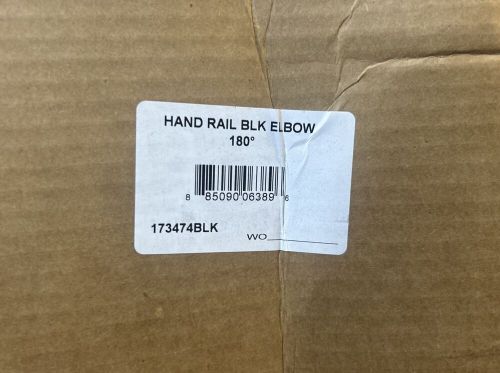 HAND RAIL BLK ELBOW
180°
8 85090 06389 6
173474BLK
WO